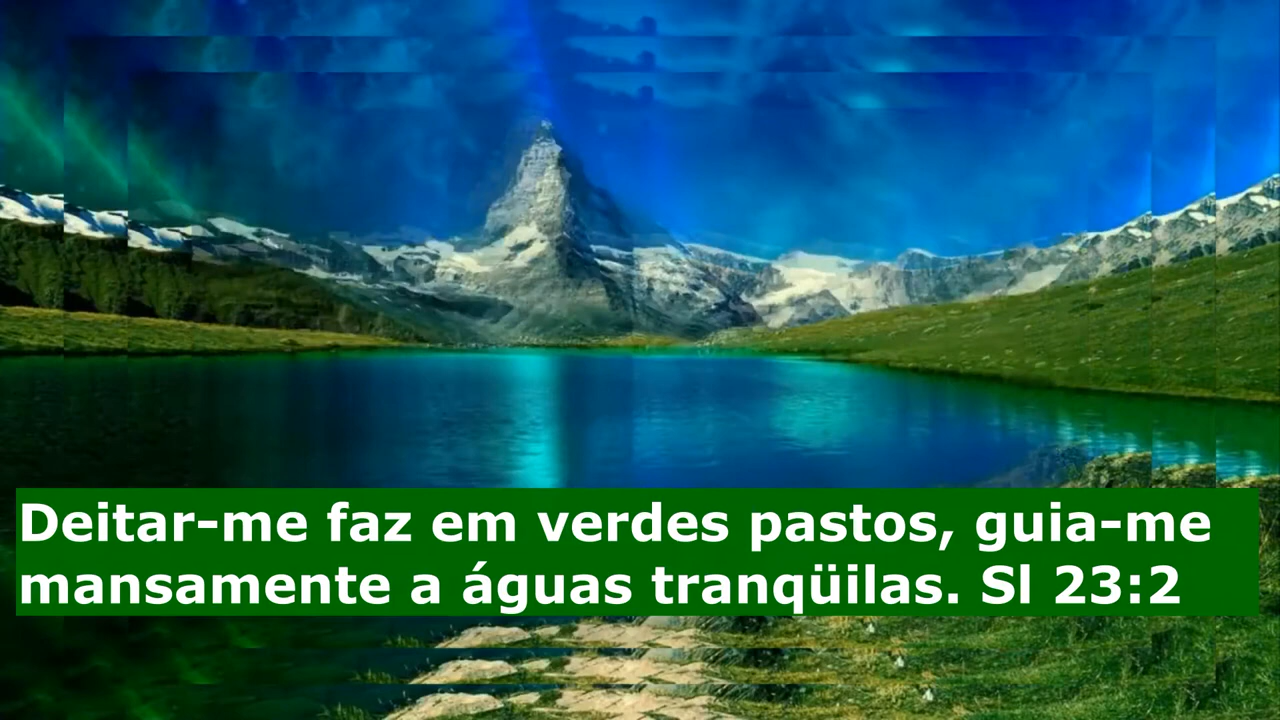 Deitar-me faz em verdes pastos, guia-me
mansamente a águas tranqüilas. Sl 23:2